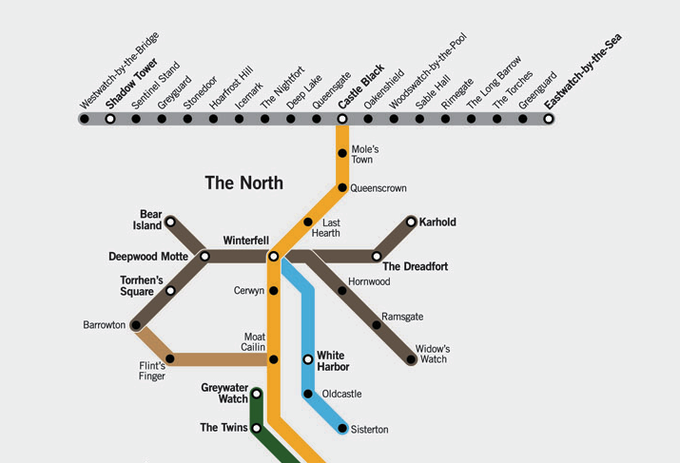 Westwatch-by-the-Bridge
Shadow Tower
Sentinel Stand
Greyguard
Stonedoor
Hoarfrost Hill
Icemark
The Nightfort
Deep Lake
Queensgate
Castle Black
Oakenshield
Woodswatch-by-the-Pool
Sable Hall
Rimegate
The Long Barrow
The Torches
Greenguard
Eastwatch-by-the-Sea
Mole's
Town
The North
Queenscrown
Bear
Island
Last
Hearth
Karhold
Winterfell
Deepwood Motte
The Dreadfort
Torrhen's
Square
Cerwyn
Hornwood
Barrowton
Ramsgate
Moat
Cailin
Flint's
Finger
White
Harbor
Widow's
Watch
Greywater
Watch
Oldcastle
The Twins
Sisterton